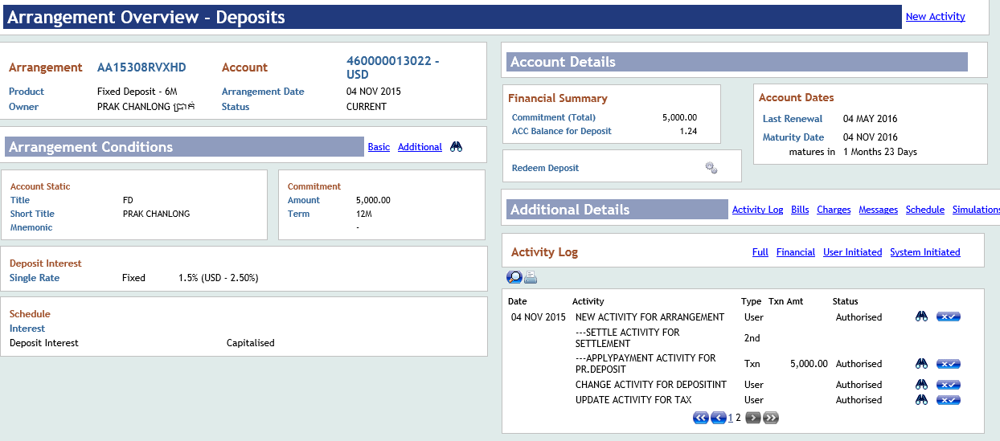 Arrangement Overview - Deposits
New Activity
Arrangement AA15308RVXHD Account 460000013022 -
USD
Product Fixed Deposit - 6M Arrangement Date 04 NOV 2015
Owner PRAK CHANLONG ប្រាក់ Status CURRENT
Arrangement Conditions Basic Additional
Account Static
Title FD
Short Title PRAK CHANLONG
Mnemonic
Commitment
Amount 5,000.00
Term 12M
-
Deposit Interest
Single Rate Fixed 1.5% (USD - 2.50%)
Schedule
Interest
Deposit Interest Capitalised
Account Details
Financial Summary
Commitment (Total) 5,000.00
ACC Balance for Deposit 1.24
Account Dates
Last Renewal 04 MAY 2016
Maturity Date 04 NOV 2016
matures in 1 Months 23 Days
Redeem Deposit
Additional Details Activity Log Bills Charges Messages Schedule Simulations
Activity Log Full Financial User Initiated System Initiated
Date Activity Type Txn Amt Status
04 NOV 2015 NEW ACTIVITY FOR ARRANGEMENT User Authorised
---SETTLE ACTIVITY FOR
SETTLEMENT 2nd
---APPLYPAYMENT ACTIVITY FOR
PR.DEPOSIT Txn 5,000.00 Authorised
CHANGE ACTIVITY FOR DEPOSITINT User Authorised
UPDATE ACTIVITY FOR TAX User Authorised
1 2